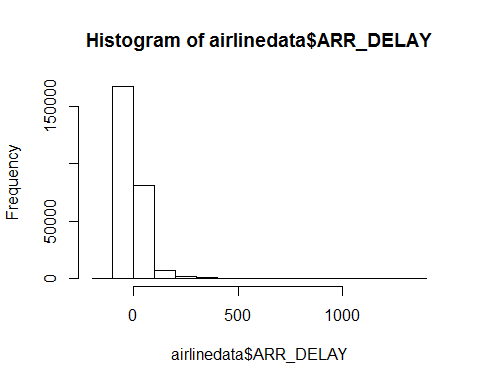 Histogram of airlinedata$ARR_DELAY
Frequency
150000
50000
0
0 500 1000
airlinedata$ARR_DELAY